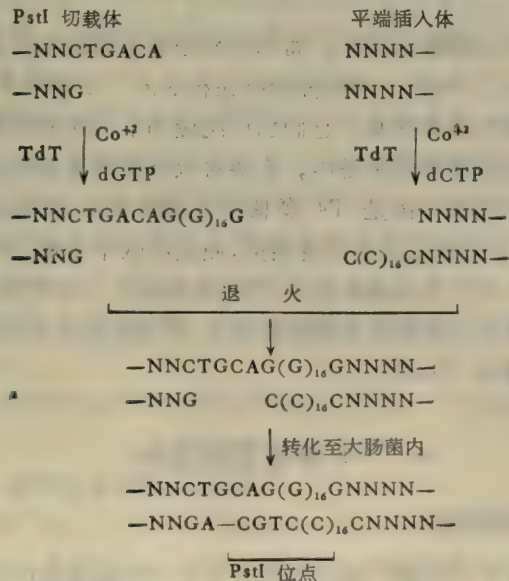 PstI 切载体 平端插人体
—NNCTGACA NNNN—
—NNG NNNN—
TdT Co⁺² dGTP TdT Co⁺² dCTP
—NNCTGACAG(G)₁₆G NNNN—
—NNG C(C)₁₆CNNNN—
退 火
—NNCTGCAG(G)₁₆GNNNN—
—NNG C(C)₁₆CNNNN—
转化至大肠菌内
—NNCTGCAG(G)₁₆GNNNN—
—NNGA—CGTC(C)₁₆CNNNN—
PstI 位点